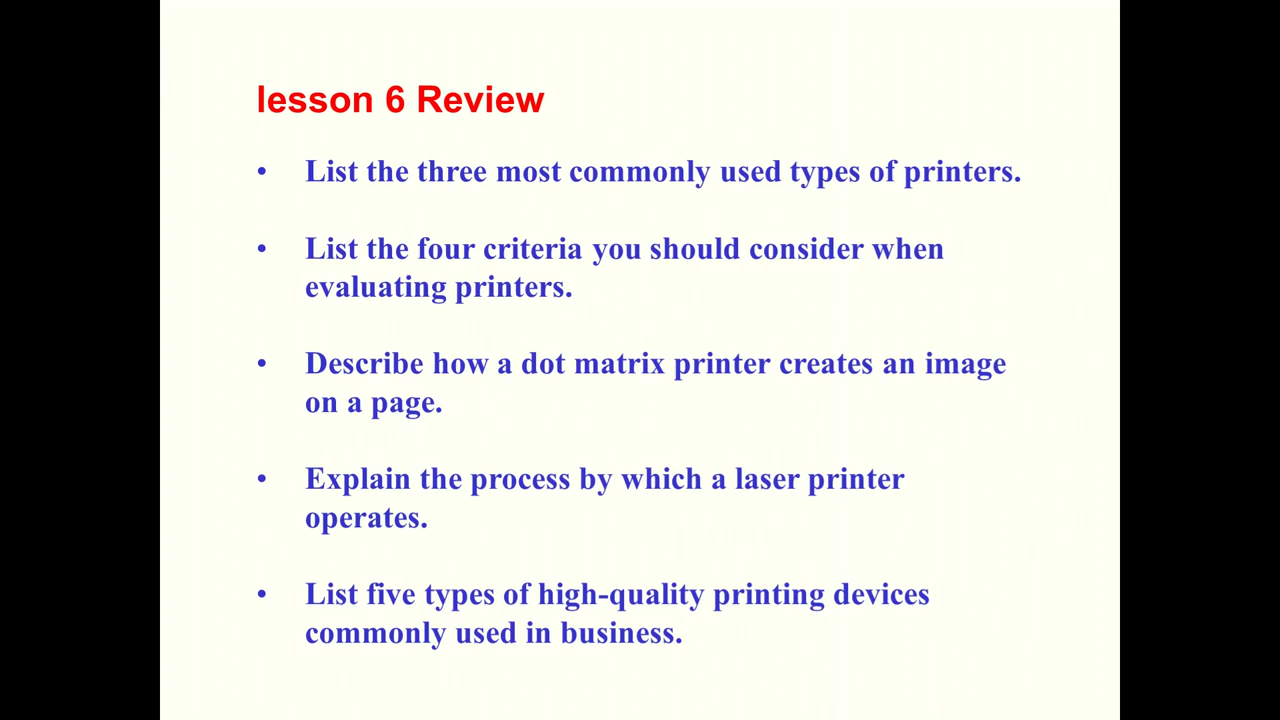 lesson 6 Review
• List the three most commonly used types of printers.
• List the four criteria you should consider when
evaluating printers.
• Describe how a dot matrix printer creates an image
on a page.
• Explain the process by which a laser printer
operates.
• List five types of high-quality printing devices
commonly used in business.